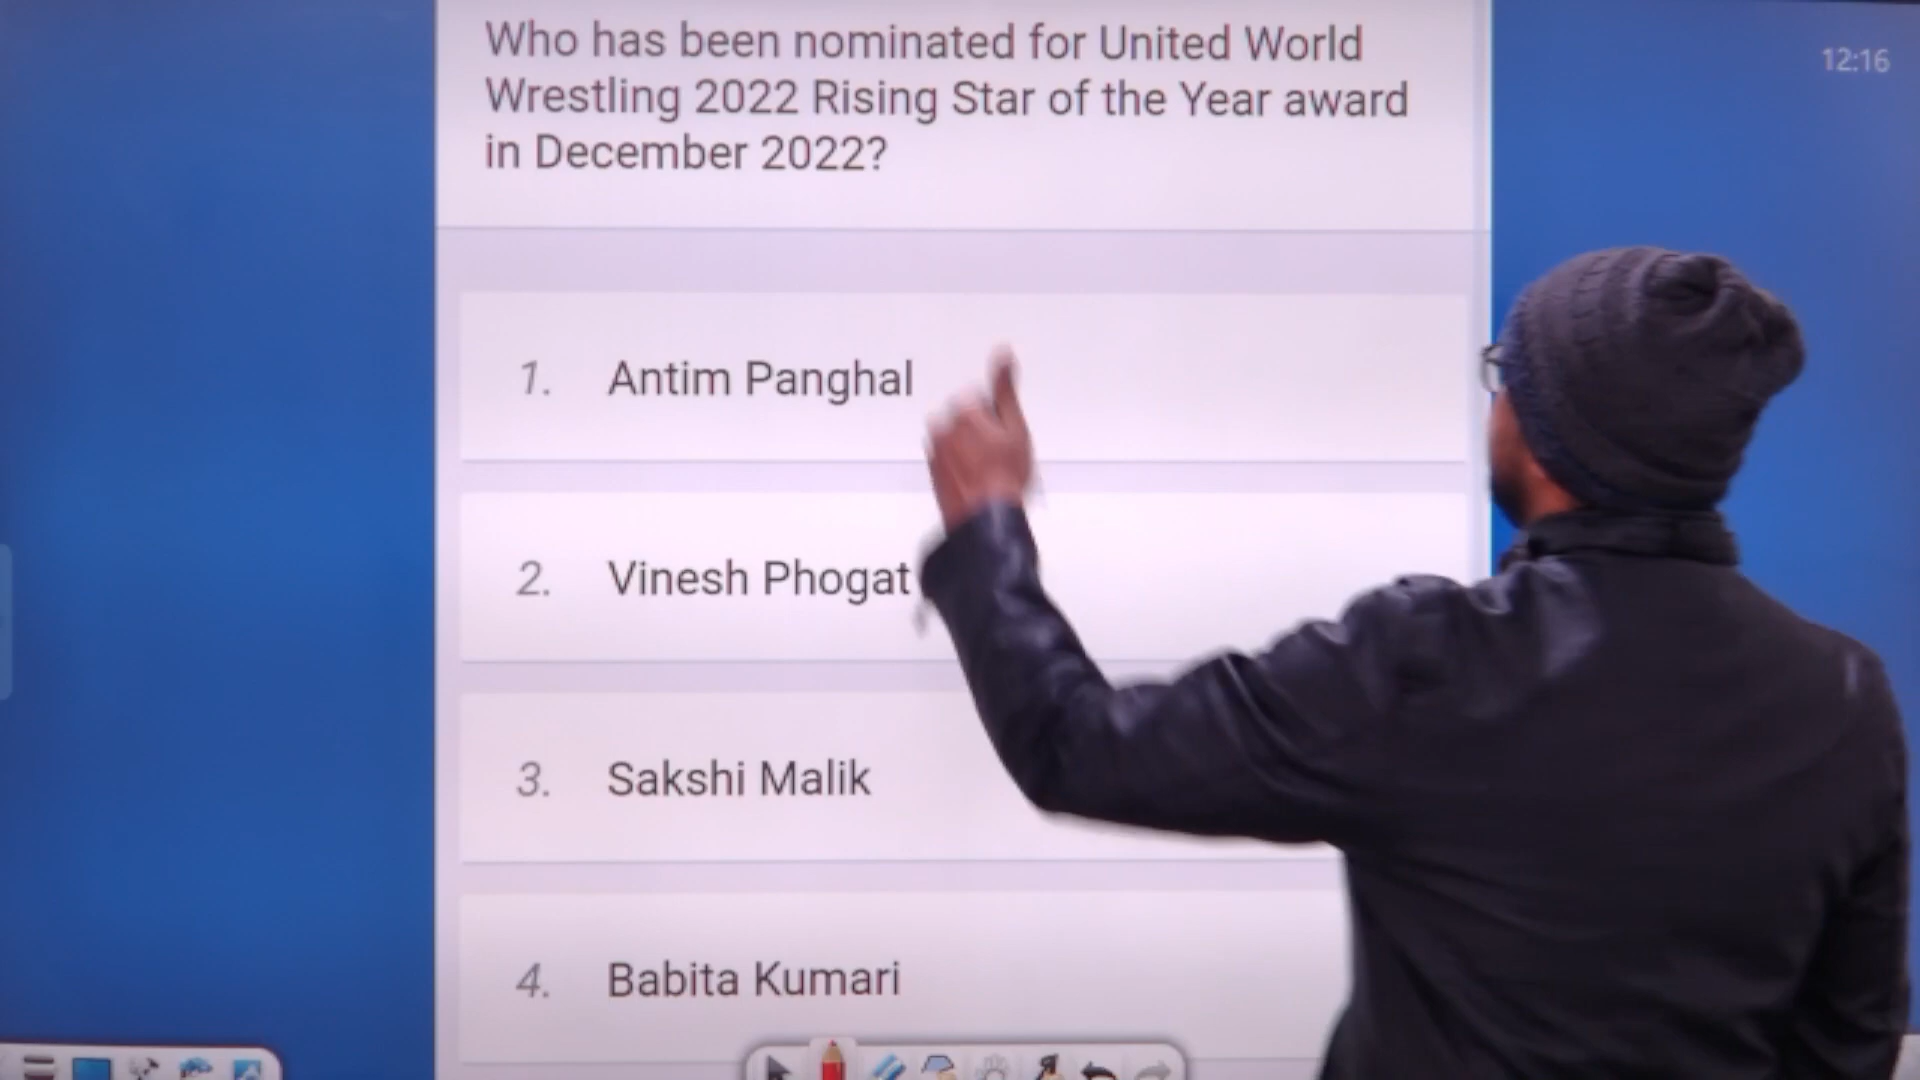 Who has been nominated for United World
Wrestling 2022 Rising Star of the Year award
in December 2022?
12:16
1. Antim Panghal
2. Vinesh Phogat
3. Sakshi Malik
4. Babita Kumari